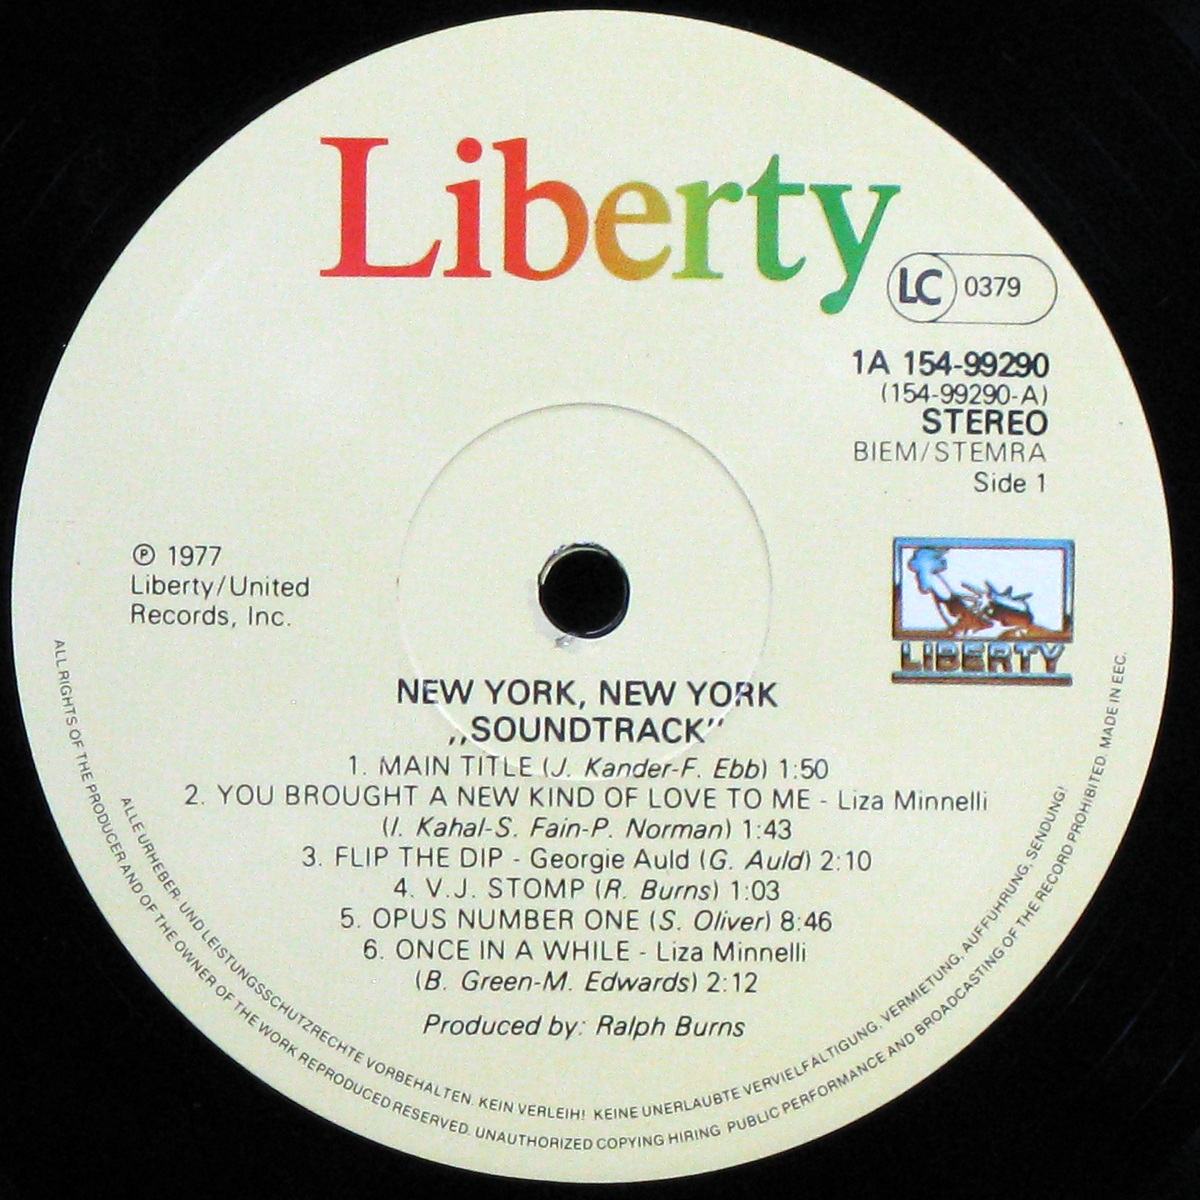 Liberty
LC 0379
1A 154-99290
(154-99290-A)
STEREO
BIEM/STEMRA
Side 1
℗ 1977
Liberty/United
Records, Inc.
LIBERTY
NEW YORK, NEW YORK
„SOUNDTRACK"
1. MAIN TITLE (J. Kander-F. Ebb) 1:50
2. YOU BROUGHT A NEW KIND OF LOVE TO ME - Liza Minnelli
(I. Kahal-S. Fain-P. Norman) 1:43
3. FLIP THE DIP - Georgie Auld (G. Auld) 2:10
4. V.J. STOMP (R. Burns) 1:03
5. OPUS NUMBER ONE (S. Oliver) 8:46
6. ONCE IN A WHILE - Liza Minnelli
(B. Green-M. Edwards) 2:12
Produced by: Ralph Burns
ALLE URHEBER- UND LEISTUNGSSCHUTZRECHTE VORBEHALTEN. KEIN VERLEIH! KEINE UNERLAUBTE VERVIELFALTIGUNG, VERMIETUNG, AUFFUHRUNG, SENDUNG!
ALL RIGHTS OF THE PRODUCER AND OF THE OWNER OF THE WORK REPRODUCED RESERVED. UNAUTHORIZED COPYING HIRING PUBLIC PERFORMANCE AND BROADCASTING OF THE RECORD PROHIBITED. MADE IN EEC.